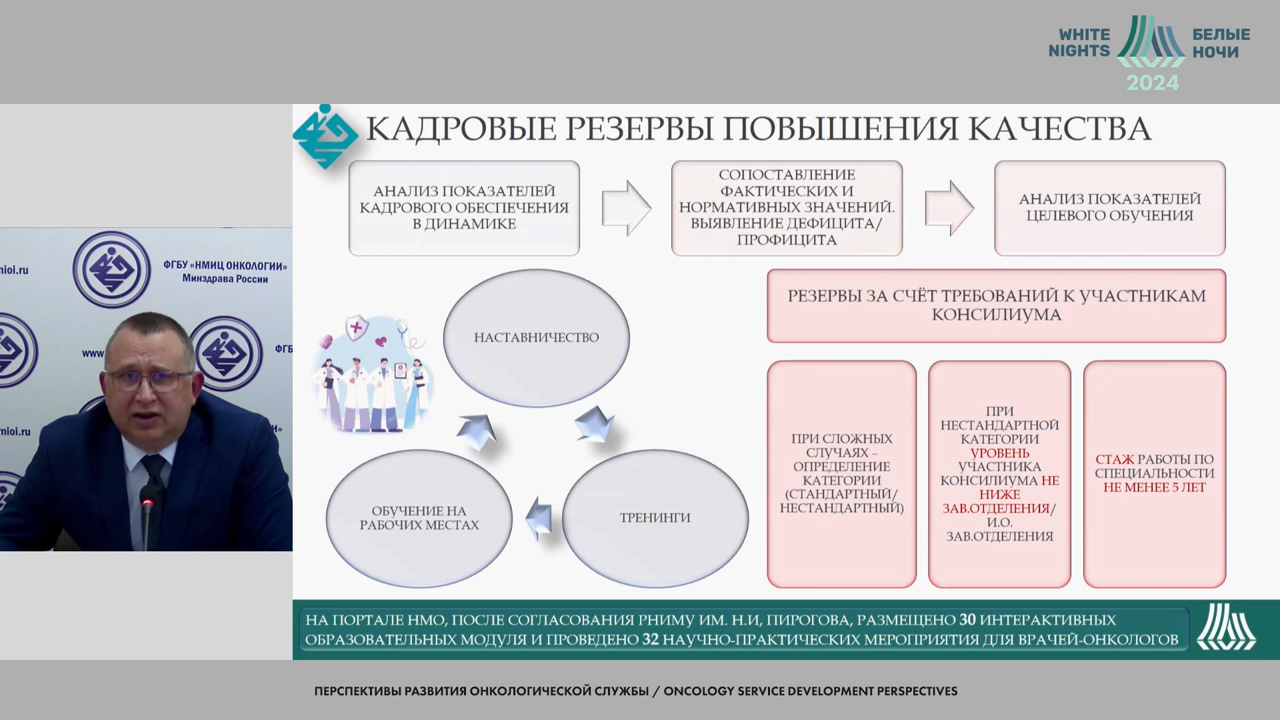 WHITE NIGHTS
БЕЛЫЕ НОЧИ
2024
КАДРОВЫЕ РЕЗЕРВЫ ПОВЫШЕНИЯ КАЧЕСТВА
АНАЛИЗ ПОКАЗАТЕЛЕЙ
КАДРОВОГО ОБЕСПЕЧЕНИЯ
В ДИНАМИКЕ
СОПОСТАВЛЕНИЕ
ФАКТИЧЕСКИХ И
НОРМАТИВНЫХ ЗНАЧЕНИЙ.
ВЫЯВЛЕНИЕ ДЕФИЦИТА/
ПРОФИЦИТА
АНАЛИЗ ПОКАЗАТЕЛЕЙ
ЦЕЛЕВОГО ОБУЧЕНИЯ
НАСТАВНИЧЕСТВО
ОБУЧЕНИЕ НА
РАБОЧИХ МЕСТАХ
ТРЕНИНГИ
РЕЗЕРВЫ ЗА СЧЁТ ТРЕБОВАНИЙ К УЧАСТНИКАМ
КОНСИЛИУМА
ПРИ СЛОЖНЫХ
СЛУЧАЯХ –
ОПРЕДЕЛЕНИЕ
КАТЕГОРИИ
(СТАНДАРТНЫЙ/
НЕСТАНДАРТНЫЙ)
ПРИ
НЕСТАНДАРТНОЙ
КАТЕГОРИИ
УРОВЕНЬ
УЧАСТНИКА
КОНСИЛИУМА НЕ
НИЖЕ
ЗАВ.ОТДЕЛЕНИЯ/
И.О.
ЗАВ.ОТДЕЛЕНИЯ
СТАЖ РАБОТЫ ПО
СПЕЦИАЛЬНОСТИ
НЕ МЕНЕЕ 5 ЛЕТ
НА ПОРТАЛЕ НМО, ПОСЛЕ СОГЛАСОВАНИЯ РНИМУ ИМ. Н.И, ПИРОГОВА, РАЗМЕЩЕНО 30 ИНТЕРАКТИВНЫХ
ОБРАЗОВАТЕЛЬНЫХ МОДУЛЯ И ПРОВЕДЕНО 32 НАУЧНО-ПРАКТИЧЕСКИХ МЕРОПРИЯТИЯ ДЛЯ ВРАЧЕЙ-ОНКОЛОГОВ
ФГБУ «НМИЦ ОНКОЛОГИИ»
Минздрава России
nioi.ru
www.
ФГБ
rnioi.ru
ПЕРСПЕКТИВЫ РАЗВИТИЯ ОНКОЛОГИЧЕСКОЙ СЛУЖБЫ / ONCOLOGY SERVICE DEVELOPMENT PERSPECTIVES